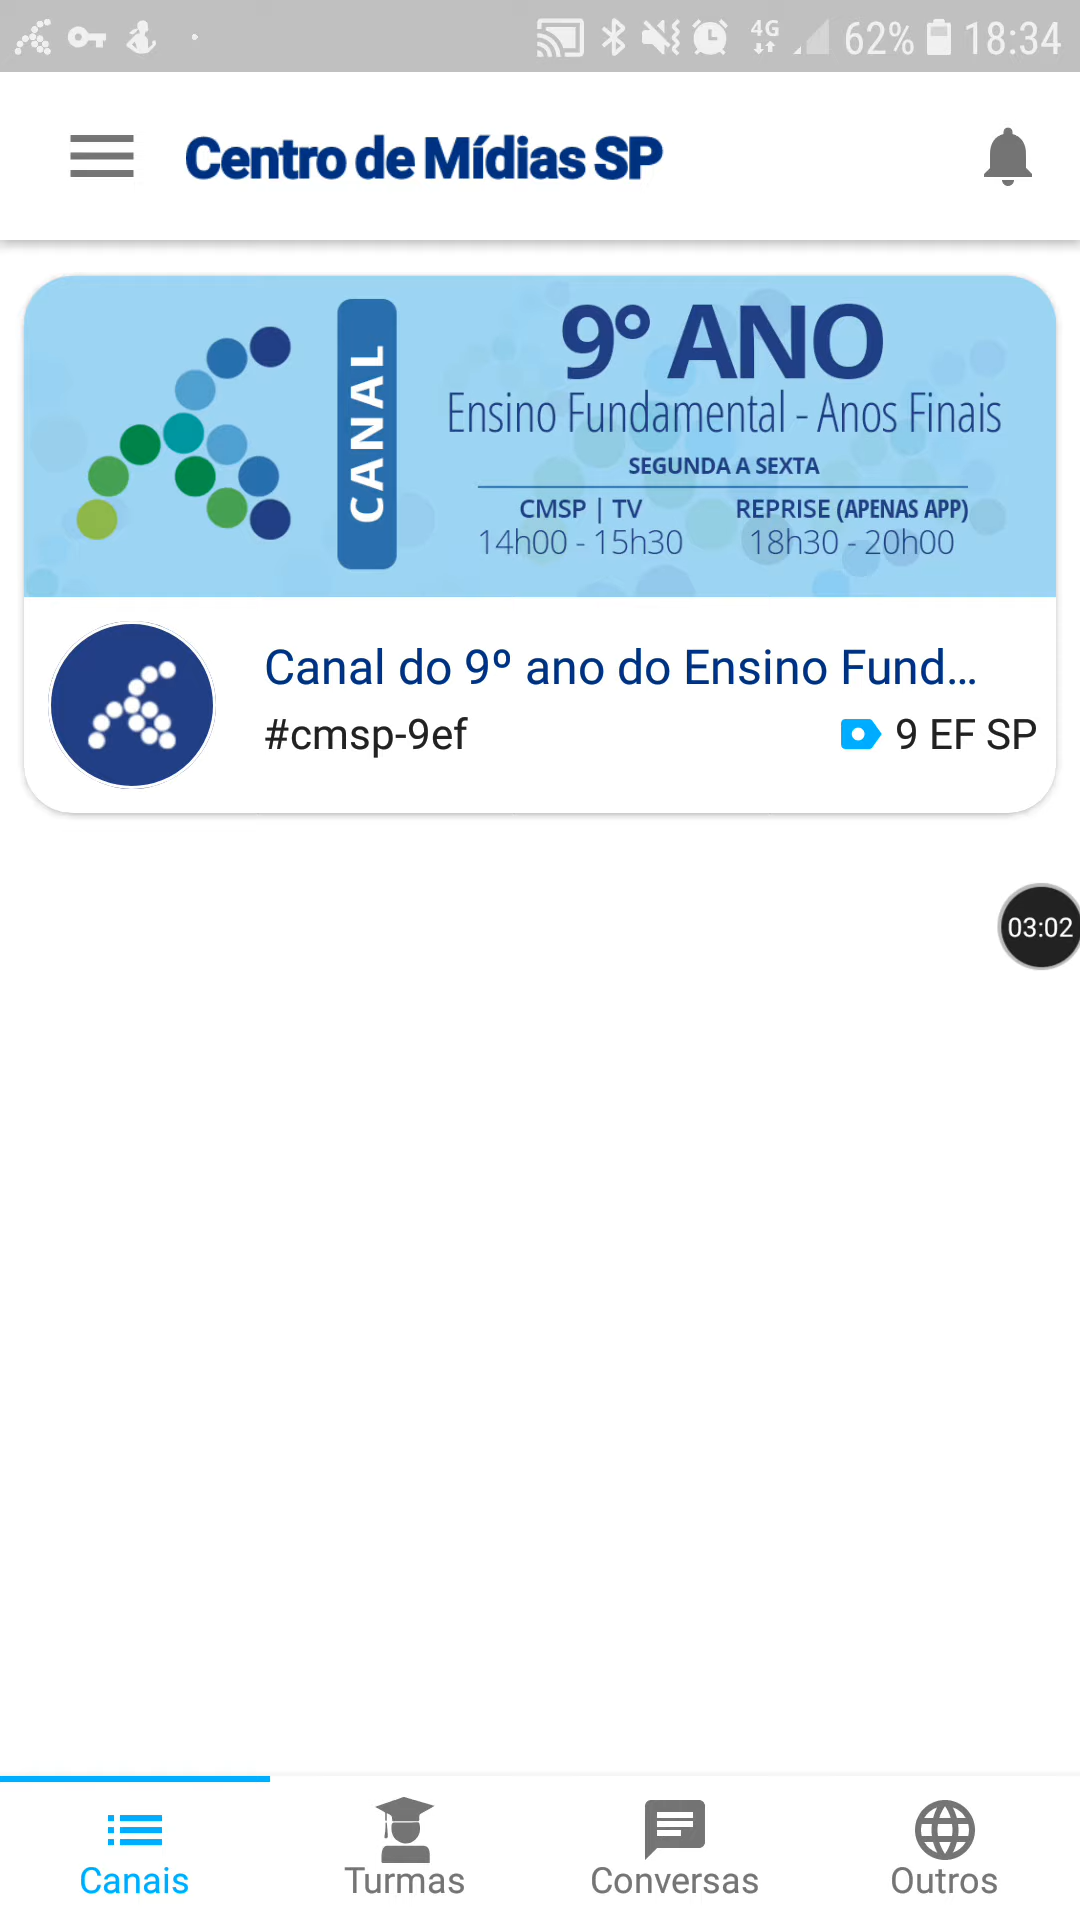 4G 62% 18:34
Centro de Mídias SP
CANAL
9º ANO
Ensino Fundamental - Anos Finais
SEGUNDA A SEXTA
CMSP | TV REPRISE (APENAS APP)
14h00 - 15h30 18h30 - 20h00
Canal do 9º ano do Ensino Fund...
#cmsp-9ef 9 EF SP
03:02
Canais Turmas Conversas Outros